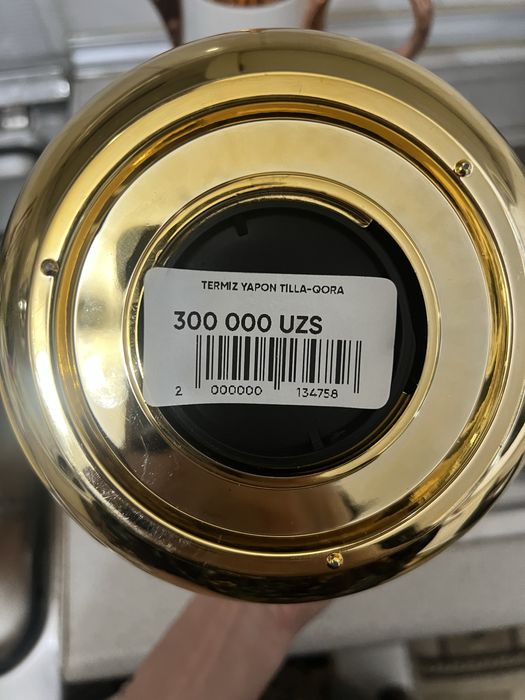 TERMIZ YAPON TILLA-QORA
300 000 UZS
2 000000 134758